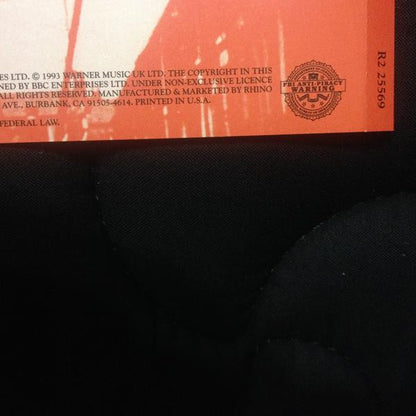 ES LTD. © 1993 WARNER MUSIC UK LTD. THE COPYRIGHT IN THIS
NED BY BBC ENTERPRISES LTD. UNDER NON-EXCLUSIVE LICENCE
ALL RIGHTS RESERVED. MANUFACTURED & MARKETED BY RHINO
AVE., BURBANK, CA 91505-4614. PRINTED IN U.S.A.
FEDERAL LAW.
FBI ANTI-PIRACY
WARNING
R2 25569